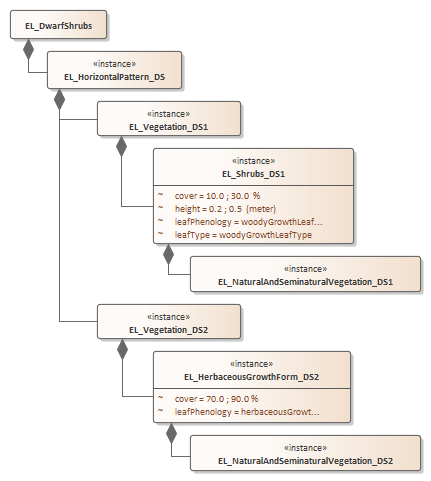 EL_DwarfShrubs
«instance»
EL_HorizontalPattern_DS
«instance»
EL_Vegetation_DS1
«instance»
EL_Shrubs_DS1
~ cover = 10.0 ; 30.0 %
~ height = 0.2 ; 0.5 (meter)
~ leafPhenology = woodyGrowthLeaf...
~ leafType = woodyGrowthLeafType
«instance»
EL_NaturalAndSeminaturalVegetation_DS1
«instance»
EL_Vegetation_DS2
«instance»
EL_HerbaceousGrowthForm_DS2
~ cover = 70.0 ; 90.0 %
~ leafPhenology = herbaceousGrowt...
«instance»
EL_NaturalAndSeminaturalVegetation_DS2